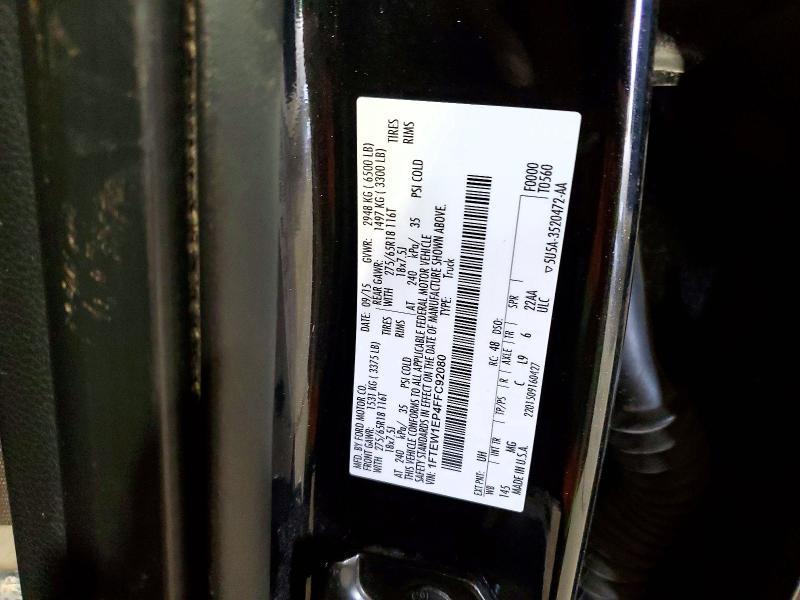 MFD. BY FORD MOTOR CO. DATE: 09/15 GVWR: 2948 KG ( 6500 LB)
FRONT GAWR: 1531 KG ( 3375 LB) REAR GAWR: 1497 KG ( 3300 LB)
WITH 275/65R18 116T TIRES WITH 275/65R18 116T TIRES
18x7.5J RIMS 18x7.5J RIMS
AT 240 kPa/ 35 PSI COLD AT 240 kPa/ 35 PSI COLD
THIS VEHICLE CONFORMS TO ALL APPLICABLE FEDERAL MOTOR VEHICLE
SAFETY STANDARDS IN EFFECT ON THE DATE OF MANUFACTURE SHOWN ABOVE.
VIN: 1FTEW1EP4FFC92080 TYPE: Truck
EXT PNT: UH RC: 48 DSO: F0000
WB INT TR TP/PS R AXLE TR SPR T0560
145 MG C L9 6 22AA
MADE IN U.S.A. 2201509160427 ULC ▽5U5A-3520472-AA